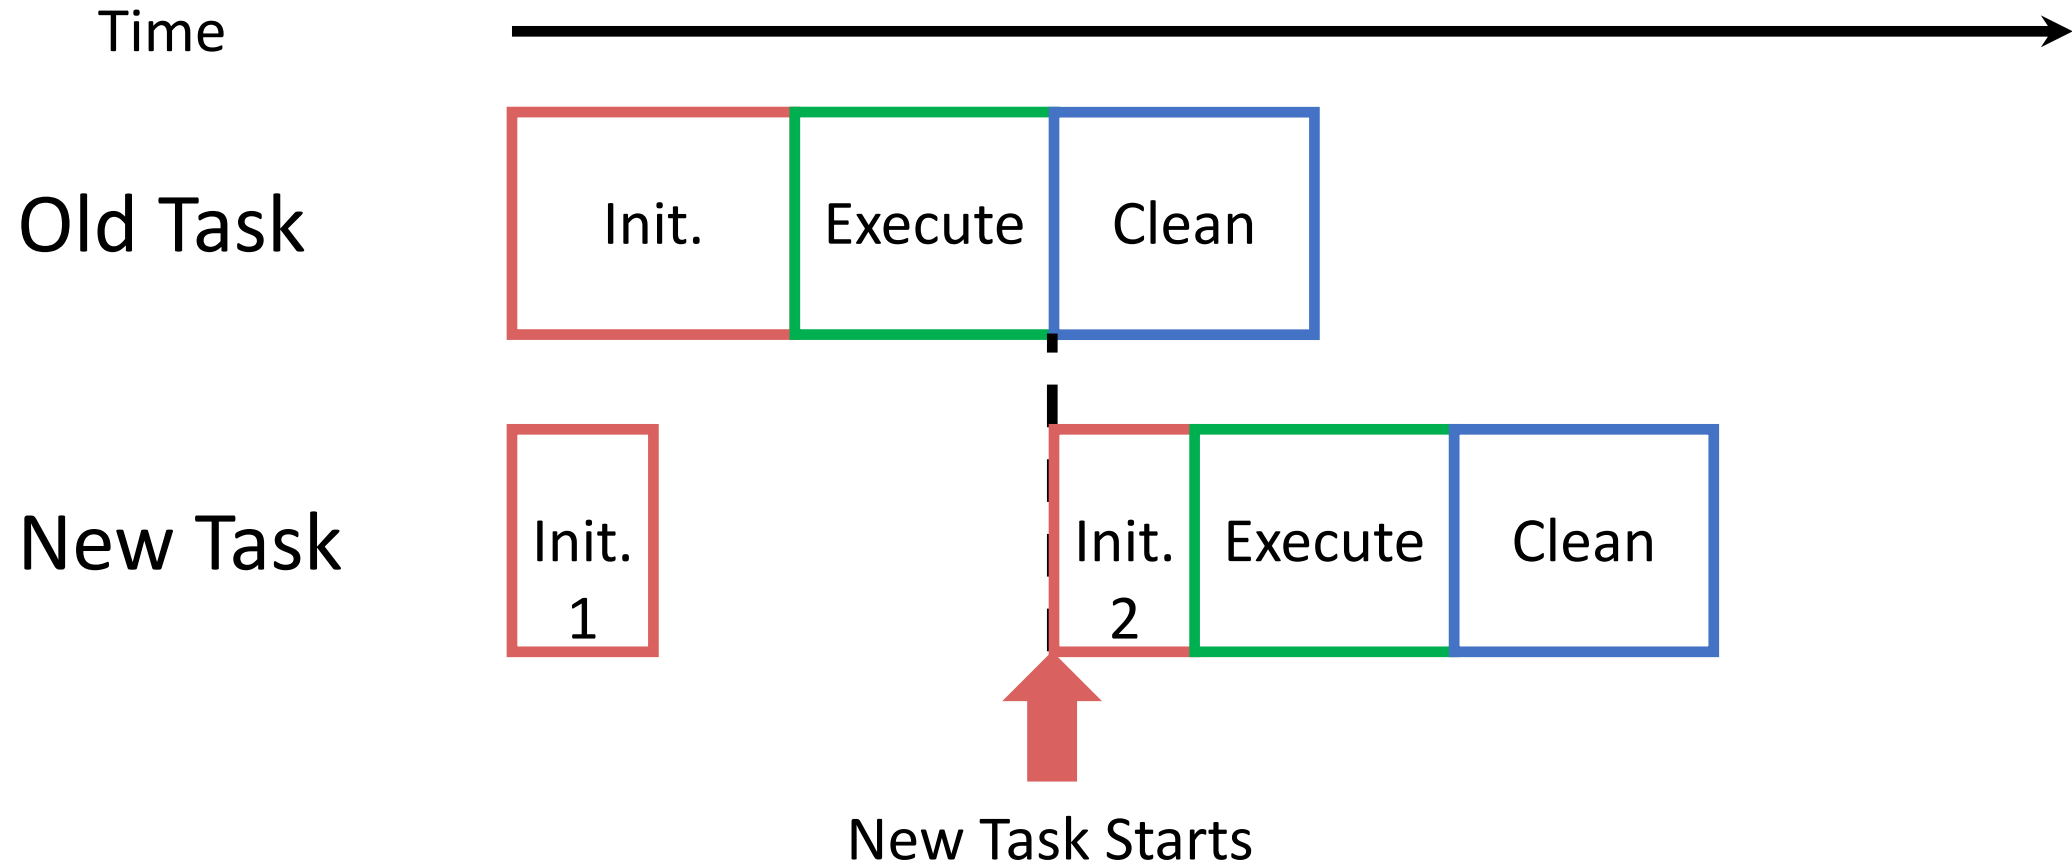 Time
Old Task
Init.
Execute
Clean
New Task
Init.
1
Init.
2
Execute
Clean
New Task Starts